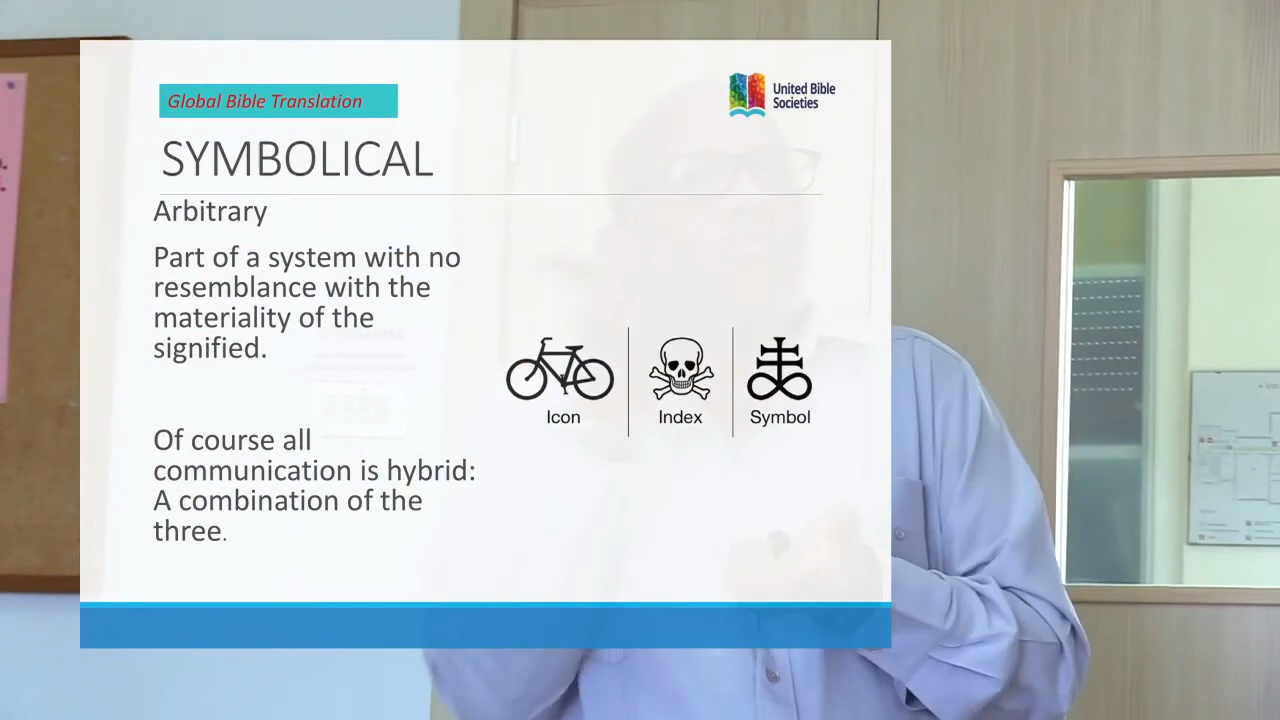 Global Bible Translation
United Bible
Societies
SYMBOLICAL
Arbitrary
Part of a system with no
resemblance with the
materiality of the
signified.
Icon
Index
Symbol
Of course all
communication is hybrid:
A combination of the
three.